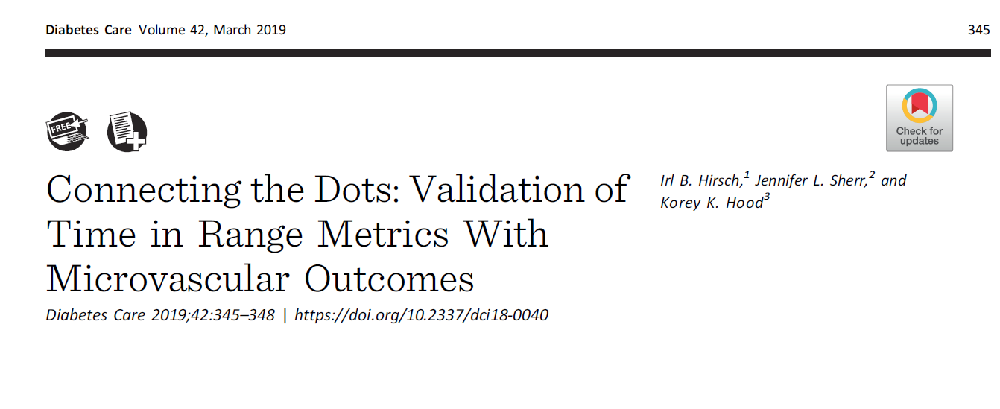 Diabetes Care Volume 42, March 2019
345
FREE
Check for
updates
Connecting the Dots: Validation of
Time in Range Metrics With
Microvascular Outcomes
Irl B. Hirsch,1 Jennifer L. Sherr,2 and
Korey K. Hood3
Diabetes Care 2019;42:345–348 | https://doi.org/10.2337/dci18-0040